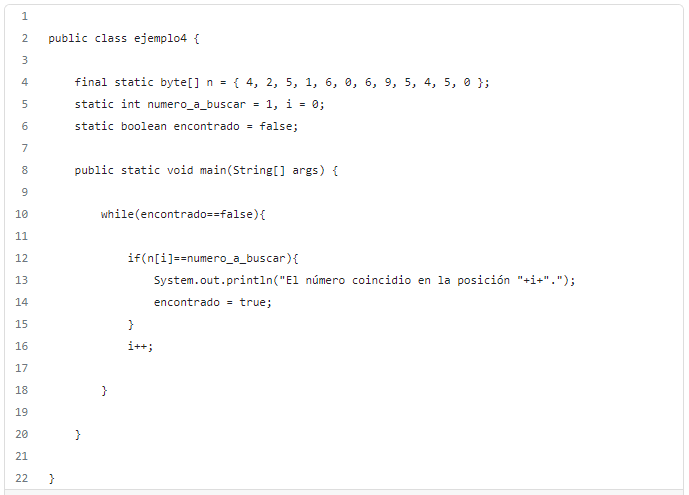 1
2 public class ejemplo4 {
3
4     final static byte[] n = { 4, 2, 5, 1, 6, 0, 6, 9, 5, 4, 5, 0 };
5     static int numero_a_buscar = 1, i = 0;
6     static boolean encontrado = false;
7
8     public static void main(String[] args) {
9
10         while(encontrado==false){
11
12             if(n[i]==numero_a_buscar){
13                 System.out.println("El número coincidio en la posición "+i+".");
14                 encontrado = true;
15             }
16             i++;
17
18         }
19
20     }
21
22 }